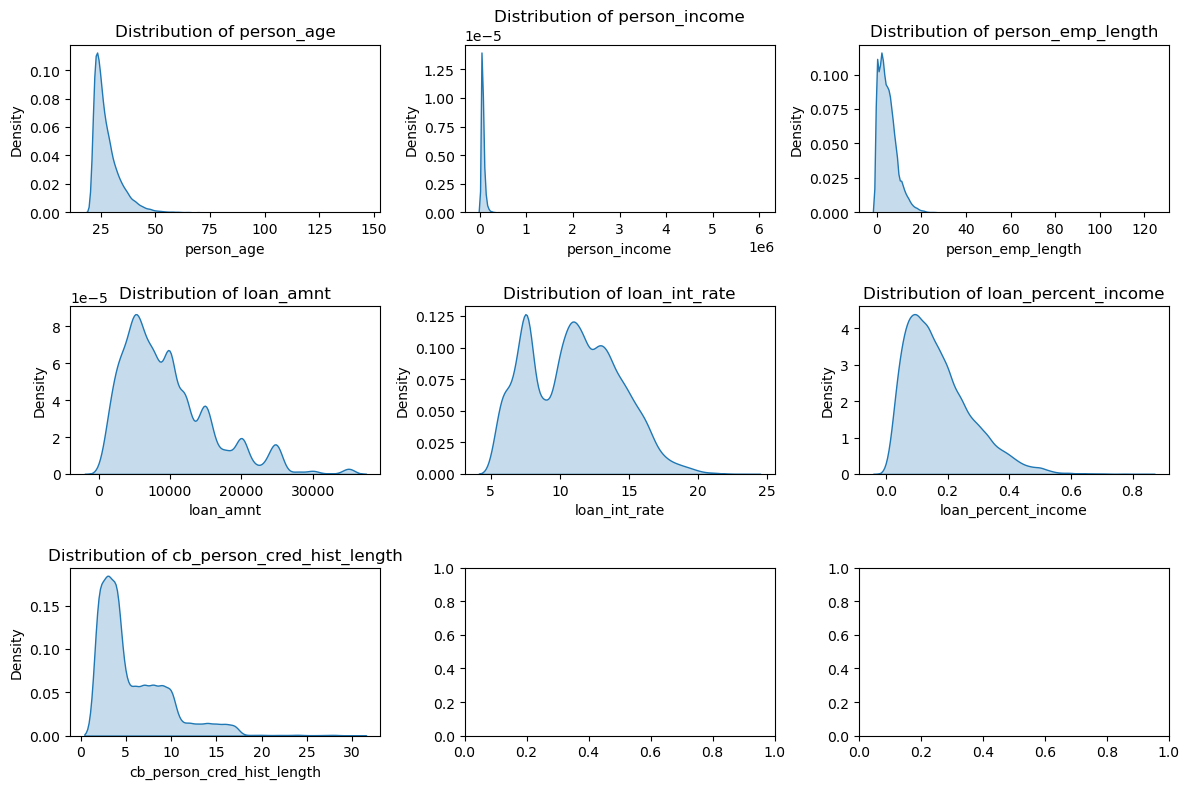 Distribution of person_age
Density
0.10
0.08
0.06
0.04
0.02
0.00
25 50 75 100 125 150
person_age
Distribution of person_income
1e−5
Density
1.25
1.00
0.75
0.50
0.25
0.00
0 1 2 3 4 5 6
1e6
person_income
Distribution of person_emp_length
Density
0.100
0.075
0.050
0.025
0.000
0 20 40 60 80 100 120
person_emp_length
Distribution of loan_amnt
1e−5
Density
8
6
4
2
0
0 10000 20000 30000
loan_amnt
Distribution of loan_int_rate
Density
0.125
0.100
0.075
0.050
0.025
0.000
5 10 15 20 25
loan_int_rate
Distribution of loan_percent_income
Density
4
3
2
1
0
0.0 0.2 0.4 0.6 0.8
loan_percent_income
Distribution of cb_person_cred_hist_length
Density
0.15
0.10
0.05
0.00
0 5 10 15 20 25 30
cb_person_cred_hist_length
1.0
0.8
0.6
0.4
0.2
0.0
0.0 0.2 0.4 0.6 0.8 1.0
1.0
0.8
0.6
0.4
0.2
0.0
0.0 0.2 0.4 0.6 0.8 1.0